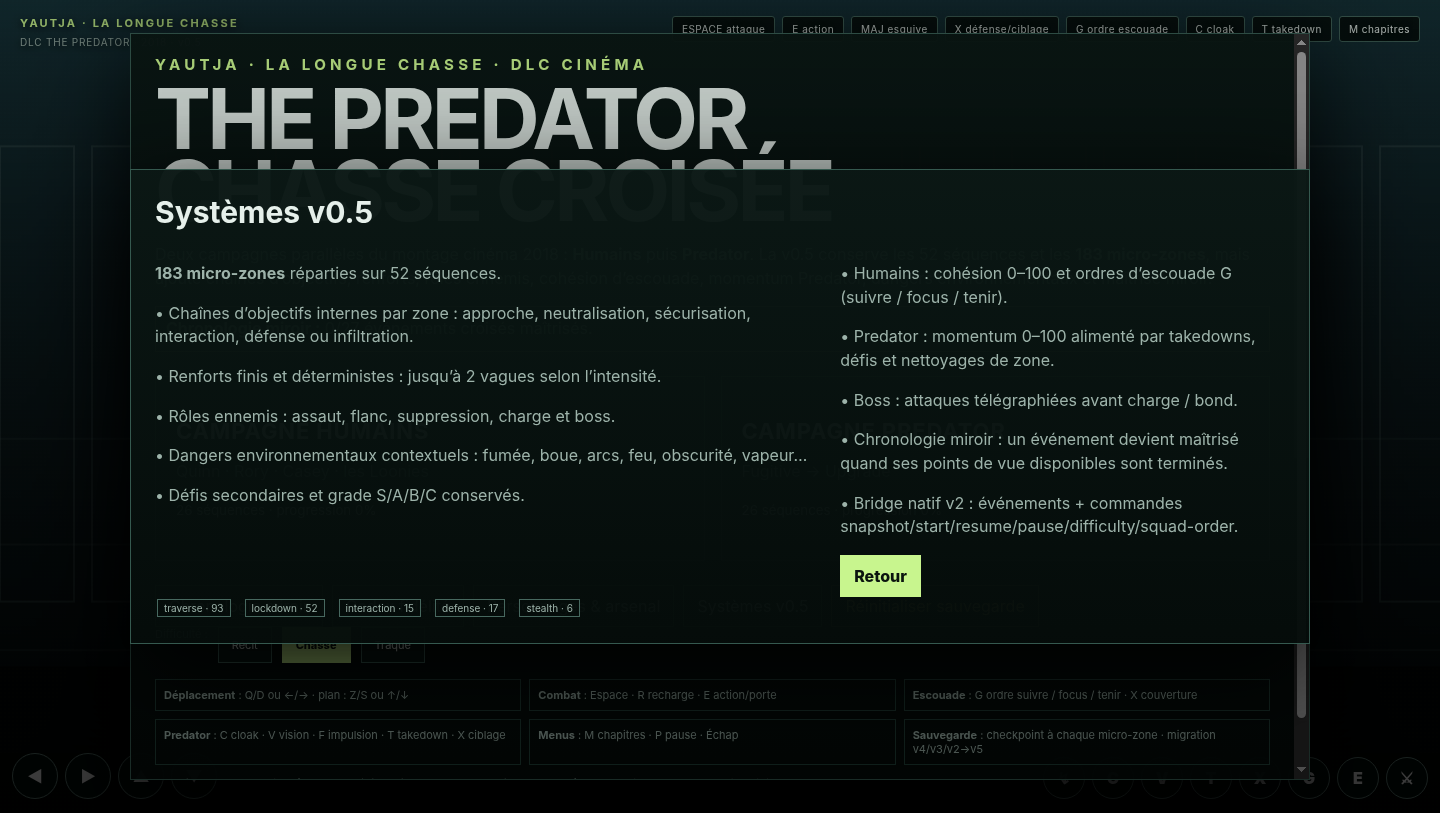 YAUTJA · LA LONGUE CHASSE
DLC THE PREDATOR
ESPACE attaque
E action
MAJ esquive
X défense/ciblage
G ordre escouade
C cloak
T takedown
M chapitres
YAUTJA · LA LONGUE CHASSE · DLC CINÉMA
THE PREDATOR
CHASSE CROISÉE
Systèmes v0.5
183 micro-zones réparties sur 52 séquences.
• Chaînes d’objectifs internes par zone : approche, neutralisation, sécurisation,
interaction, défense ou infiltration.
• Renforts finis et déterministes : jusqu’à 2 vagues selon l’intensité.
• Rôles ennemis : assaut, flanc, suppression, charge et boss.
• Dangers environnementaux contextuels : fumée, boue, arcs, feu, obscurité, vapeur…
• Défis secondaires et grade S/A/B/C conservés.
• Humains : cohésion 0–100 et ordres d’escouade G
(suivre / focus / tenir).
• Predator : momentum 0–100 alimenté par takedowns,
défis et nettoyages de zone.
• Boss : attaques télégraphiées avant charge / bond.
• Chronologie miroir : un événement devient maîtrisé
quand ses points de vue disponibles sont terminés.
• Bridge natif v2 : événements + commandes
snapshot/start/resume/pause/difficulty/squad-order.
Retour
CAMPAGNE HUMAINS
CAMPAGNE PREDATOR
traverse · 93
lockdown · 52
interaction · 15
defense · 17
stealth · 6
Récit
Chasse
Traque
Déplacement : Q/D ou ←/→ · plan : Z/S ou ↑/↓
Combat : Espace · R recharge · E action/porte
Escouade : G ordre suivre / focus / tenir · X couverture
Predator : C cloak · V vision · F impulsion · T takedown · X ciblage
Menus : M chapitres · P pause · Échap
Sauvegarde : checkpoint à chaque micro-zone · migration
v4/v3/v2→v5
G
E